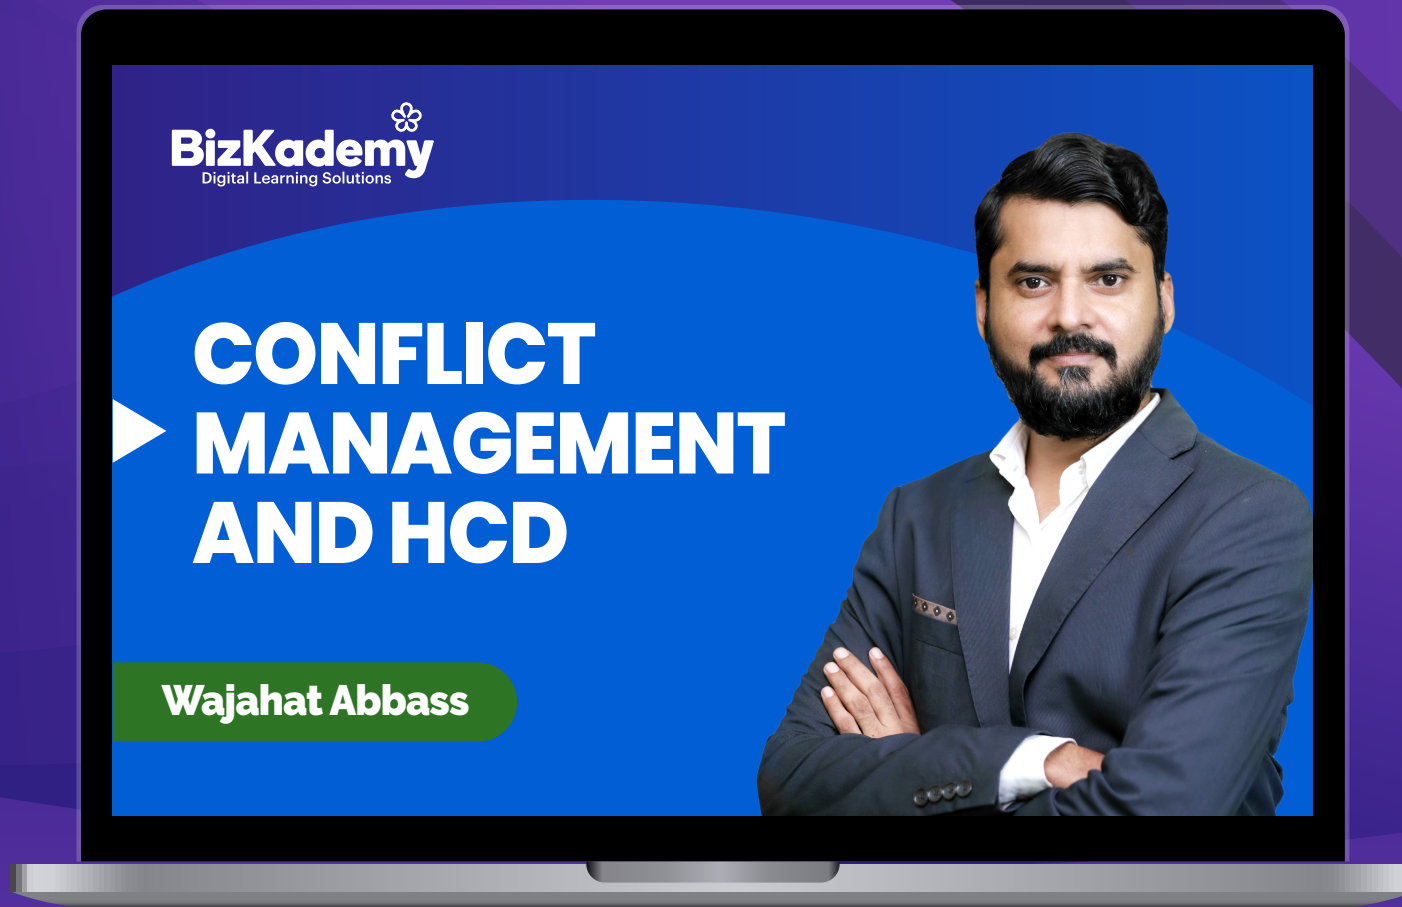 BizKademy
Digital Learning Solutions
CONFLICT
MANAGEMENT
AND HCD
Wajahat Abbass